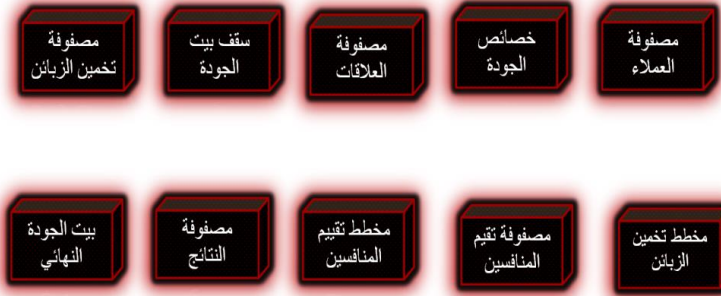 مصفوفة
العملاء
خصائص
الجودة
مصفوفة
العلاقات
سقف بيت
الجودة
مصفوفة
تخمين الزبائن
مخطط تخمين
الزبائن
مصفوفة تقيم
المنافسين
مخطط تقييم
المنافسين
مصفوفة
النتائج
بيت الجودة
النهائي